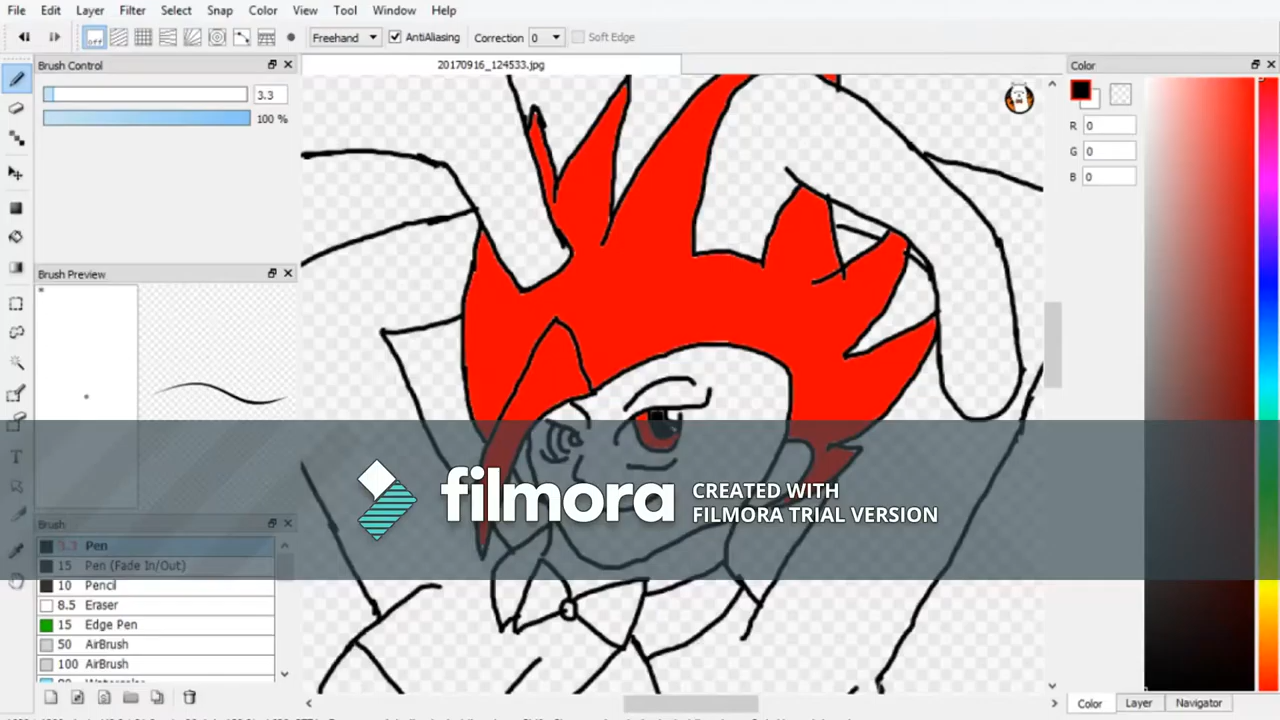 File Edit Layer Filter Select Snap Color View Tool Window Help
off Freehand AntiAliasing Correction 0 Soft Edge
Brush Control
20170916_124533.jpg
Color
3.3
100 %
R 0
G 0
B 0
Brush Preview
filmora CREATED WITH
FILMORA TRIAL VERSION
Brush
3.3 Pen
15 Pen (Fade In/Out)
10 Pencil
8.5 Eraser
15 Edge Pen
50 AirBrush
100 AirBrush
Color Layer Navigator